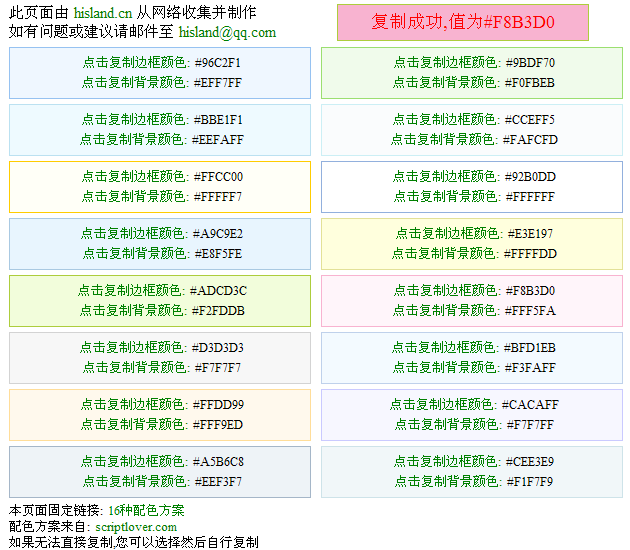 此页面由 hisland.cn 从网络收集并制作
如有问题或建议请邮件至 hisland@qq.com
复制成功,值为#F8B3D0
点击复制边框颜色: #96C2F1
点击复制背景颜色: #EFF7FF
点击复制边框颜色: #9BDF70
点击复制背景颜色: #F0FBEB
点击复制边框颜色: #BBE1F1
点击复制背景颜色: #EEFAFF
点击复制边框颜色: #CCEFF5
点击复制背景颜色: #FAFCFD
点击复制边框颜色: #FFCC00
点击复制背景颜色: #FFFFF7
点击复制边框颜色: #92B0DD
点击复制背景颜色: #FFFFFF
点击复制边框颜色: #A9C9E2
点击复制背景颜色: #E8F5FE
点击复制边框颜色: #E3E197
点击复制背景颜色: #FFFFDD
点击复制边框颜色: #ADCD3C
点击复制背景颜色: #F2FDDB
点击复制边框颜色: #F8B3D0
点击复制背景颜色: #FFF5FA
点击复制边框颜色: #D3D3D3
点击复制背景颜色: #F7F7F7
点击复制边框颜色: #BFD1EB
点击复制背景颜色: #F3FAFF
点击复制边框颜色: #FFDD99
点击复制背景颜色: #FFF9ED
点击复制边框颜色: #CACAFF
点击复制背景颜色: #F7F7FF
点击复制边框颜色: #A5B6C8
点击复制背景颜色: #EEF3F7
点击复制边框颜色: #CEE3E9
点击复制背景颜色: #F1F7F9
本页面固定链接: 16种配色方案
配色方案来自: scriptlover.com
如果无法直接复制,您可以选择然后自行复制